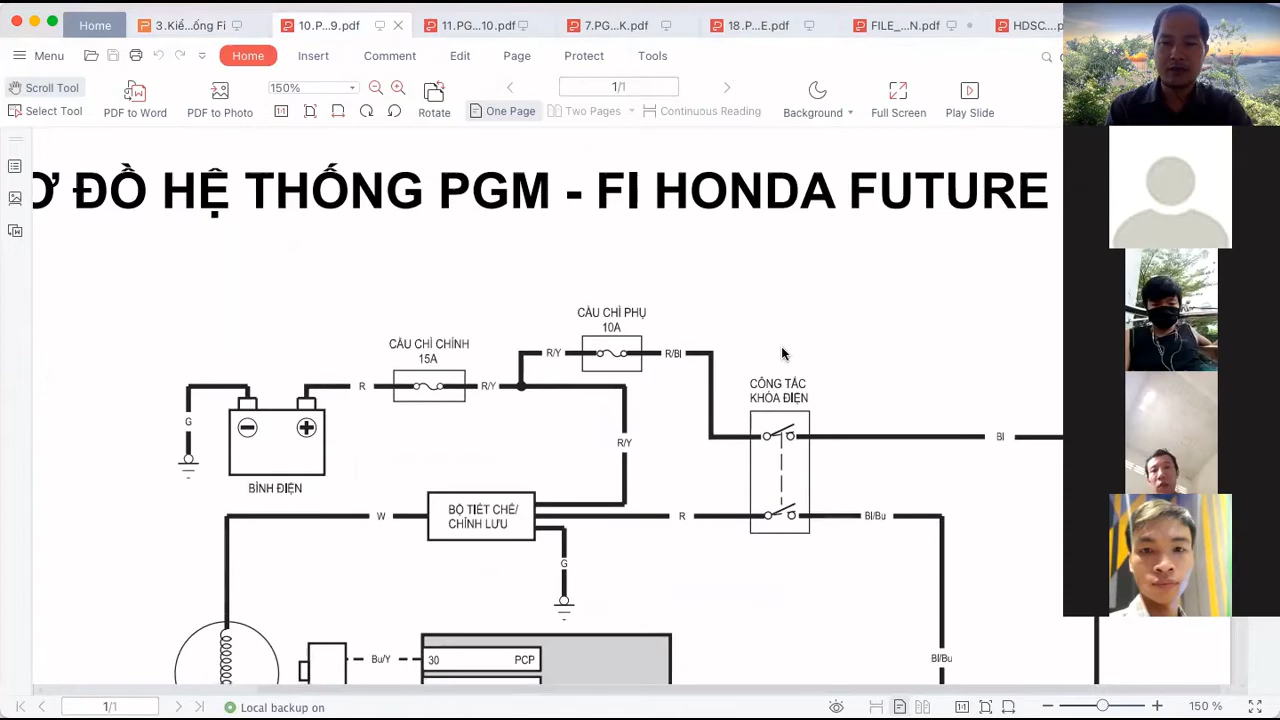 Home
3.Kiể...ống Fi
10.P...9.pdf
11.PG...10.pdf
7.PG...K.pdf
18.P...E.pdf
FILE_...N.pdf
HDSC....p
Menu
Home
Insert
Comment
Edit
Page
Protect
Tools
Scroll Tool
Select Tool
PDF to Word
PDF to Photo
150%
Rotate
1/1
One Page
Two Pages
Continuous Reading
Background
Full Screen
Play Slide
Ơ ĐỒ HỆ THỐNG PGM - FI HONDA FUTURE
CẦU CHÌ PHỤ
10A
CẦU CHÌ CHÍNH
15A
R/Y
R/Bl
R
R/Y
CÔNG TẮC
KHÓA ĐIỆN
G
R/Y
Bl
BÌNH ĐIỆN
W
BỘ TIẾT CHẾ/
CHỈNH LƯU
R
Bl/Bu
G
Bu/Y
30
PCP
Bl/Bu
1/1
Local backup on
150 %